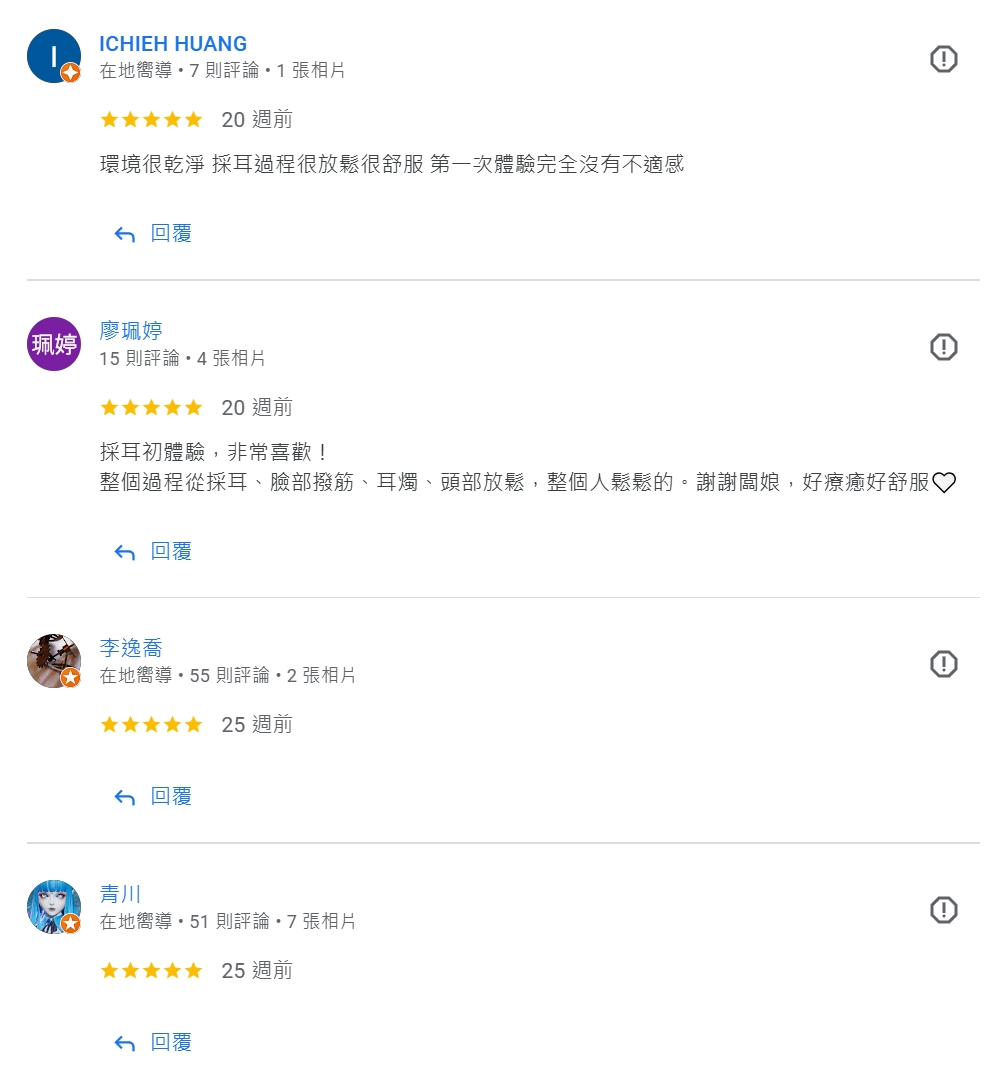 I
ICHIEH HUANG
在地嚮導 • 7 則評論 • 1 張相片
20 週前
環境很乾淨 採耳過程很放鬆很舒服 第一次體驗完全沒有不適感
回覆
珮婷
廖珮婷
15 則評論 • 4 張相片
20 週前
採耳初體驗，非常喜歡！
整個過程從採耳、臉部撥筋、耳燭、頭部放鬆，整個人鬆鬆的。謝謝闆娘，好療癒好舒服♡
回覆
李逸喬
在地嚮導 • 55 則評論 • 2 張相片
25 週前
回覆
青川
在地嚮導 • 51 則評論 • 7 張相片
25 週前
回覆